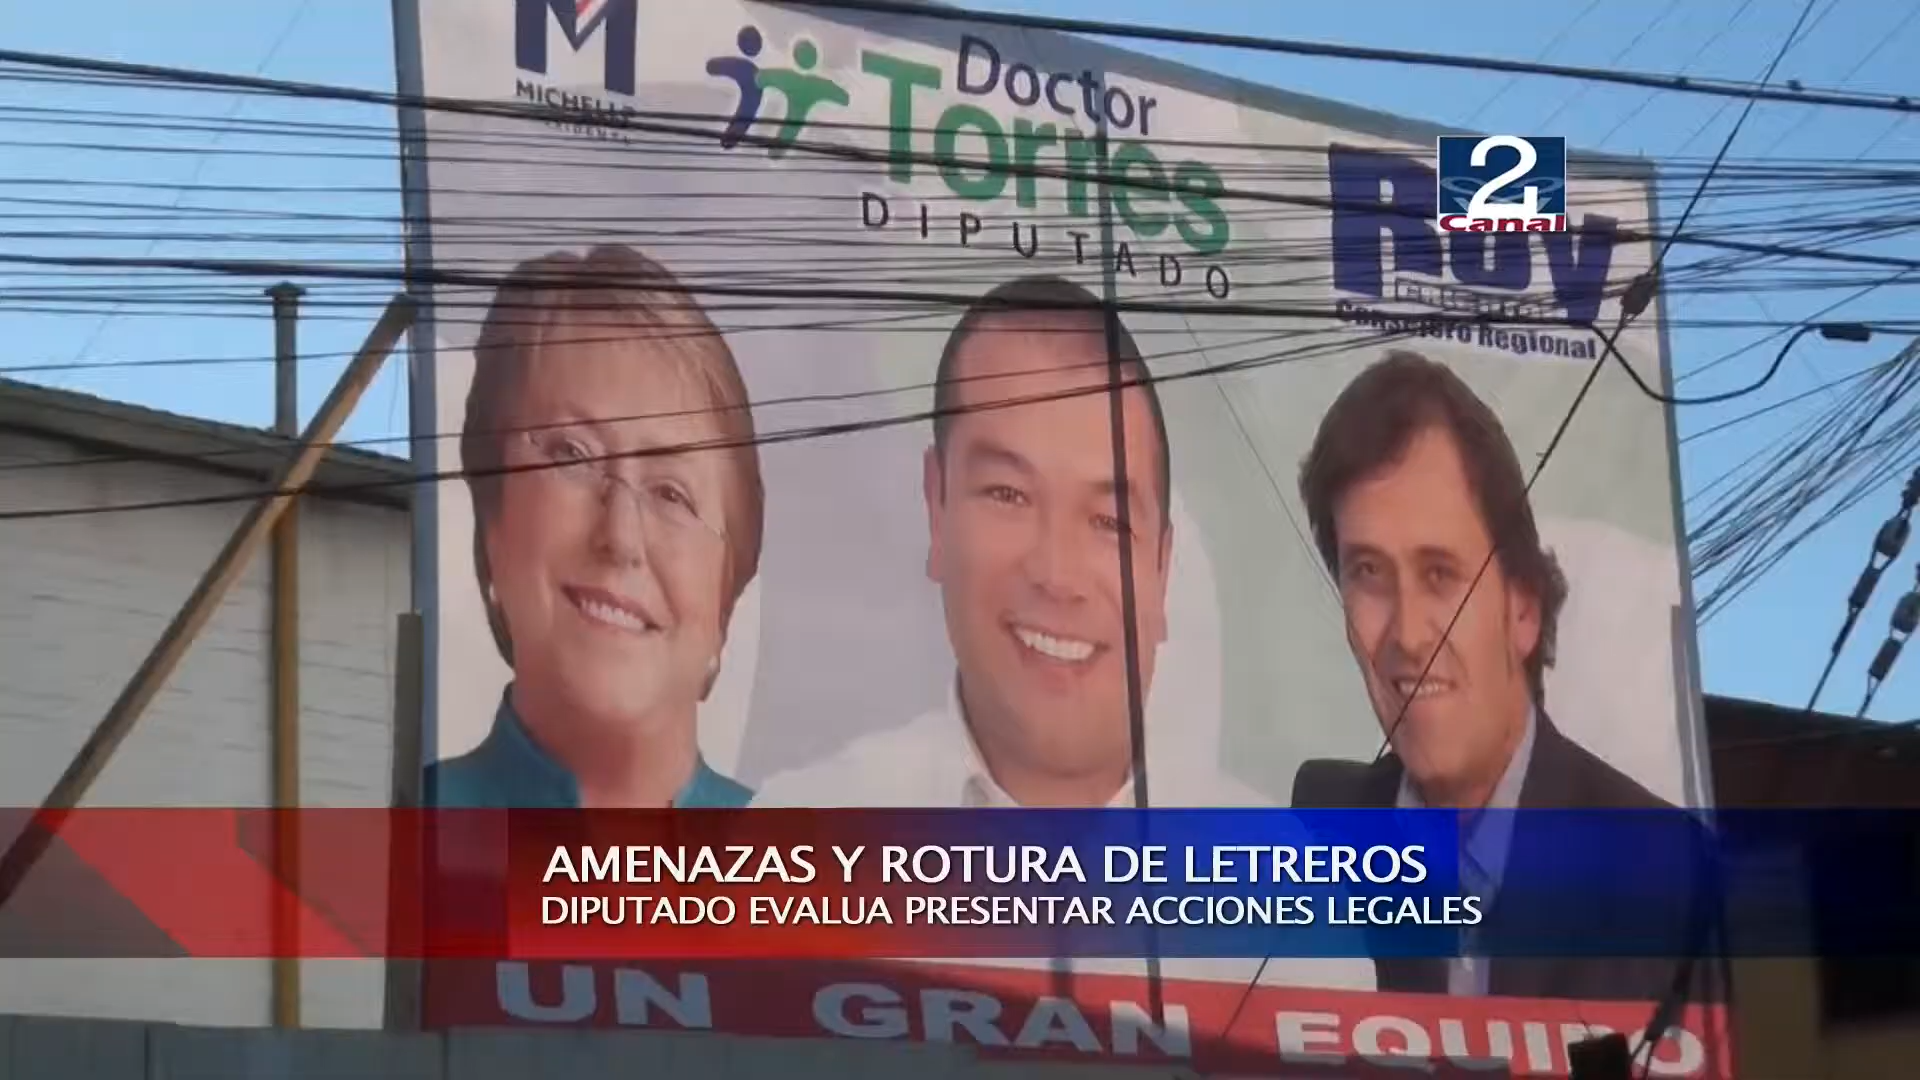 M
MICHELLE
Doctor
Torres
DIPUTADO
Roy
Consejero Regional
2
Canal
AMENAZAS Y ROTURA DE LETREROS
DIPUTADO EVALUA PRESENTAR ACCIONES LEGALES
UN GRAN EQUIPO